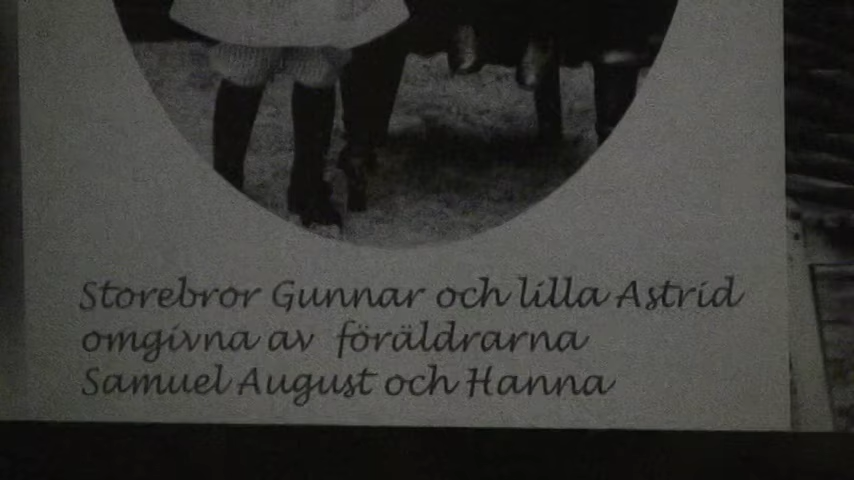 Storebror Gunnar och lilla Astrid
omgivna av föräldrarna
Samuel August och Hanna